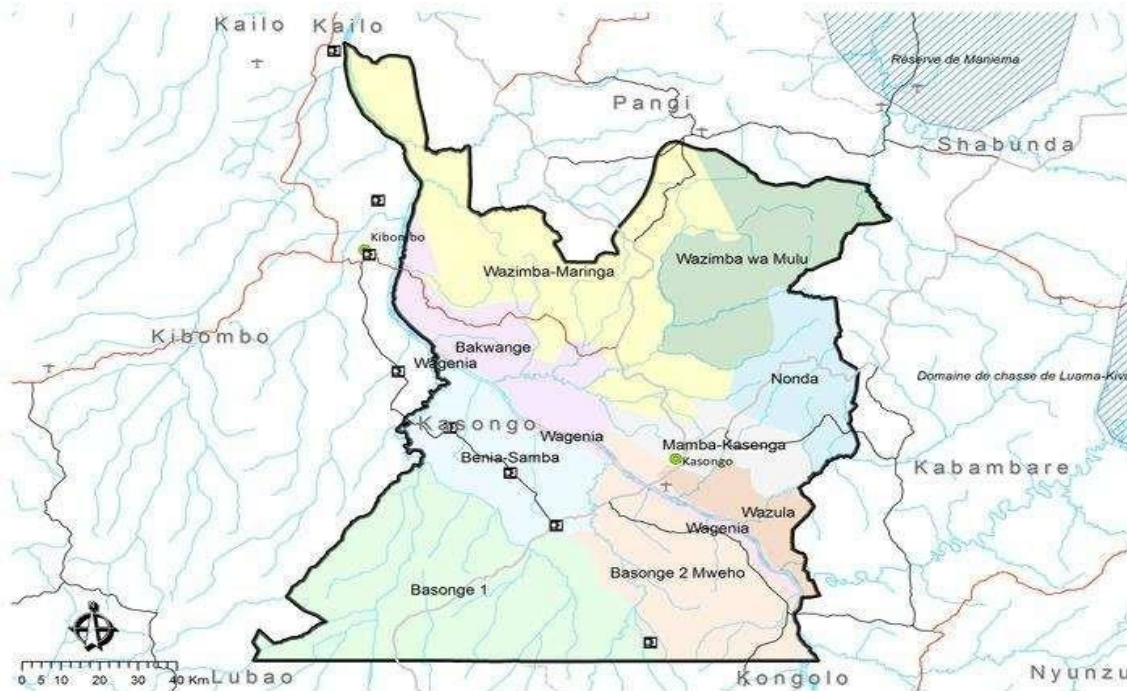 Kailo Kailo
Réserve de Maniema
Pangi
Shabunda
Kibombo
Wazimba wa Mulu
Wazimba-Maringa
Kibombo
Bakwange
Wagenia
Nonda
Domaine de chasse de Luama-Kiv
Kasongo
Wagenia
Mamba-Kasenga
Benia-Samba
Kasongo
Kabambare
Wazula
Wagenia
Basonge 2 Mweho
Basonge 1
0 5 10 20 30 40 Km
Lubao
Kongolo
Nyunzu